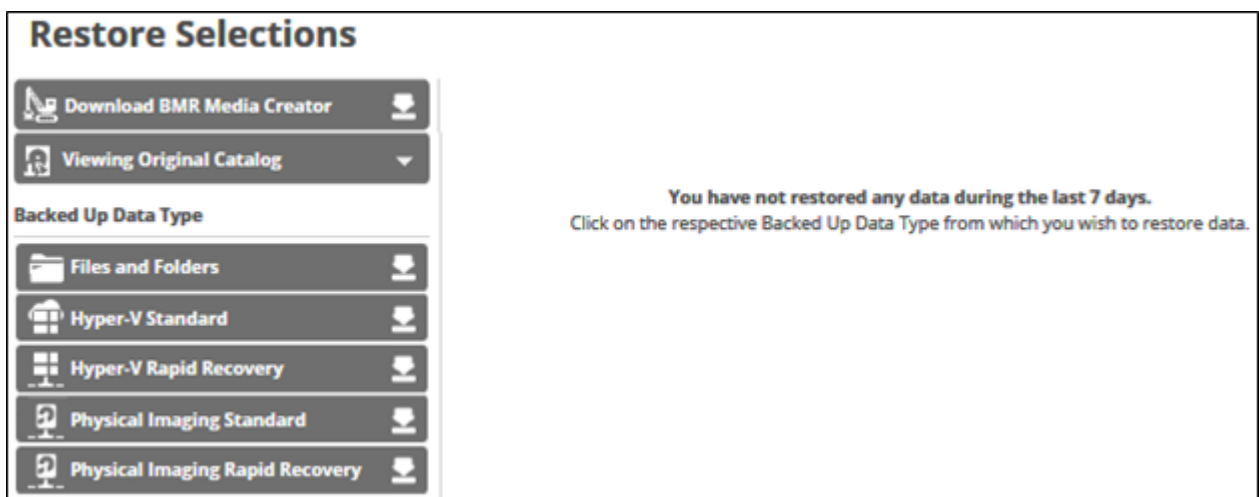 Restore Selections
Download BMR Media Creator
Viewing Original Catalog
Backed Up Data Type
Files and Folders
Hyper-V Standard
Hyper-V Rapid Recovery
Physical Imaging Standard
Physical Imaging Rapid Recovery
You have not restored any data during the last 7 days.
Click on the respective Backed Up Data Type from which you wish to restore data.